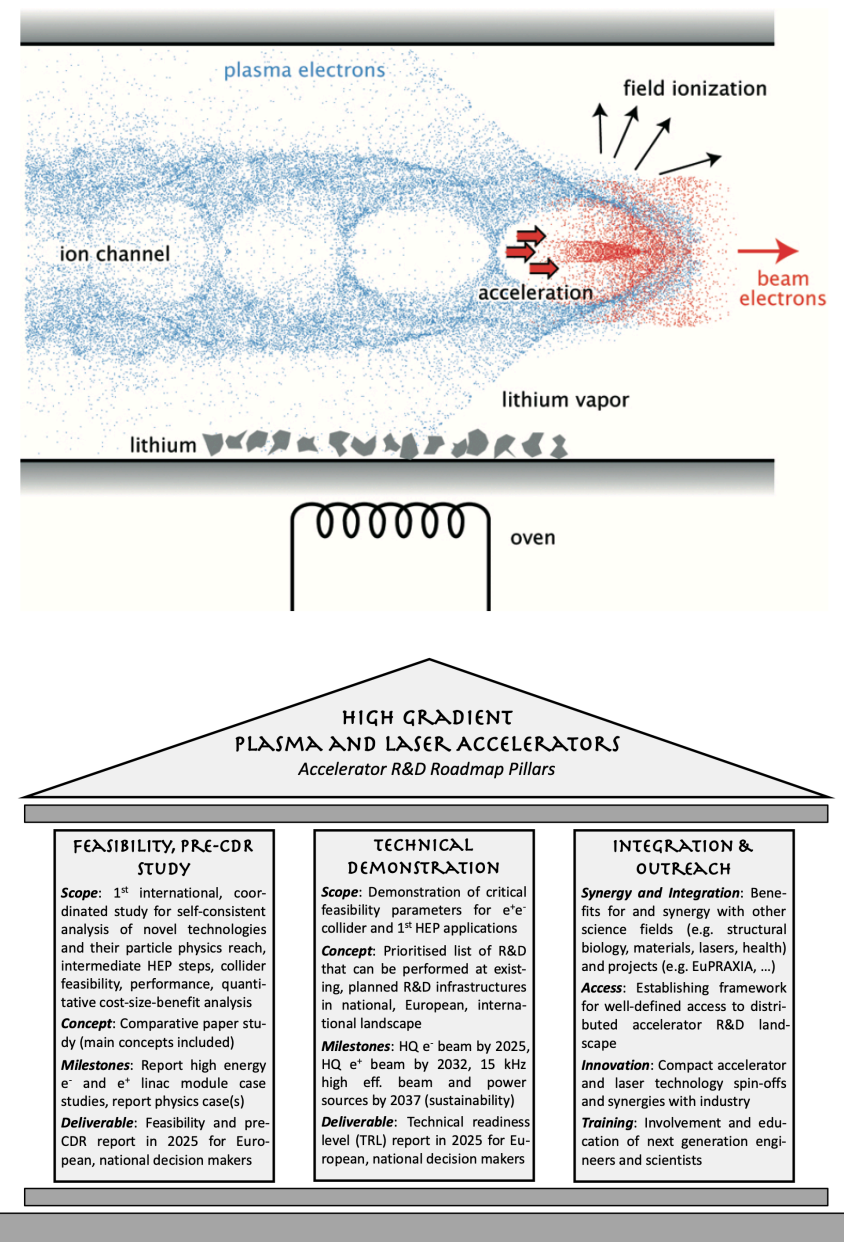 plasma electrons
field ionization
ion channel
acceleration
beam
electrons
lithium vapor
lithium
oven
HIGH GRADIENT
PLASMA AND LASER ACCELERATORS
Accelerator R&D Roadmap Pillars
FEASIBILITY, PRE-CDR
STUDY
Scope: 1st international, coor-
dinated study for self-consistent
analysis of novel technologies
and their particle physics reach,
intermediate HEP steps, collider
feasibility, performance, quanti-
tative cost-size-benefit analysis
Concept: Comparative paper stu-
dy (main concepts included)
Milestones: Report high energy
e- and e+ linac module case
studies, report physics case(s)
Deliverable: Feasibility and pre-
CDR report in 2025 for Euro-
pean, national decision makers
TECHNICAL
DEMONSTRATION
Scope: Demonstration of critical
feasibility parameters for e+e-
collider and 1st HEP applications
Concept: Prioritised list of R&D
that can be performed at exist-
ing, planned R&D infrastructures
in national, European, interna-
tional landscape
Milestones: HQ e- beam by 2025,
HQ e+ beam by 2032, 15 kHz
high eff. beam and power
sources by 2037 (sustainability)
Deliverable: Technical readiness
level (TRL) report in 2025 for Eu-
ropean, national decision makers
INTEGRATION &
OUTREACH
Synergy and Integration: Bene-
fits for and synergy with other
science fields (e.g. structural
biology, materials, lasers, health)
and projects (e.g. EuPRAXIA, ...)
Access: Establishing framework
for well-defined access to distri-
buted accelerator R&D land-
scape
Innovation: Compact accelerator
and laser technology spin-offs
and synergies with industry
Training: Involvement and edu-
cation of next generation engi-
neers and scientists